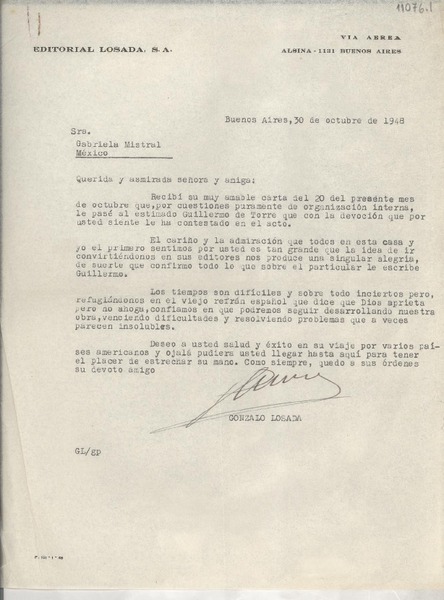 11076.1
VIA AEREA
EDITORIAL LOSADA, S.A.
ALSINA - 1131 BUENOS AIRES
Buenos Aires,30 de octubre de 1948
Sra.
Gabriela Mistral
México
Querida y azmirada señora y amiga:
Recibí su muy amable carta del 20 del presente mes
de octubre que,por cuestiones puramente de organización interna,
le pasé al estimado Guillermo de Torre que con la devoción que por
usted siente le ha contestado en el acto.
El cariño y la admiración que todos en esta casa y
yo el primero sentimos por usted es tan grande que la idea de ir
convirtiéndonos en sus editores nos produce una singular alegría,
de suerte que confirmo todo lo que sobre el particular le escribe
Guillermo.
Los tiempos son difíciles y sobre todo inciertos pero,
refugiándonos en el viejo refrán español que dice que Dios aprieta
pero no ahoga,confiamos en que podremos seguir desarrollando nuestra
obra,venciendo dificultades y resolviendo problemas que a veces
parecen insolubles.
Deseo a usted salud y éxito en su viaje por varios paí-
ses americanos y ojalá pudiera usted llegar hasta aquí para tener
el placer de estrechar su mano. Como siempre, quedo a sus órdenes
su devoto amigo
GONZALO LOSADA
GL/gp